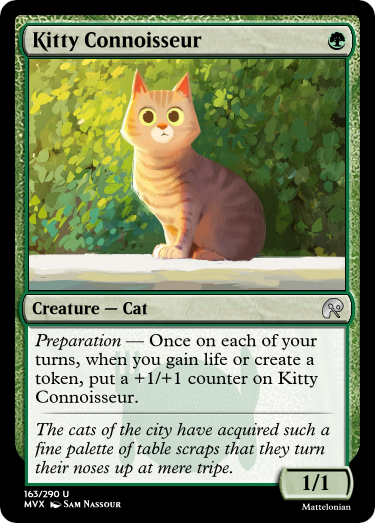 Kitty Connoisseur
Creature — Cat
Preparation — Once on each of your
turns, when you gain life or create a
token, put a +1/+1 counter on Kitty
Connoisseur.
The cats of the city have acquired such a
fine palette of table scraps that they turn
their noses up at mere tripe.
1/1
163/290 U
MVX Sam Nassour
Mattelonian